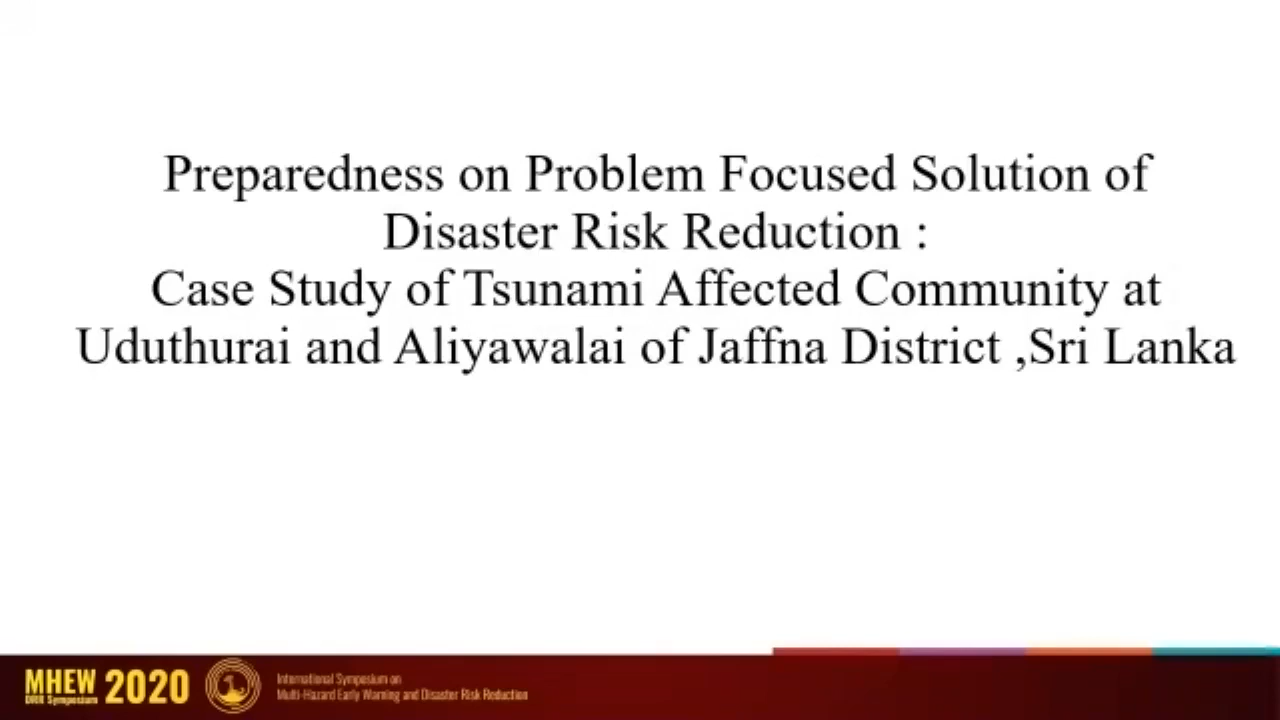 Preparedness on Problem Focused Solution of
Disaster Risk Reduction :
Case Study of Tsunami Affected Community at
Uduthurai and Aliyawalai of Jaffna District ,Sri Lanka
MHEW
DRR Symposium
2020
International Symposium on
Multi-Hazard Early Warning and Disaster Risk Reduction